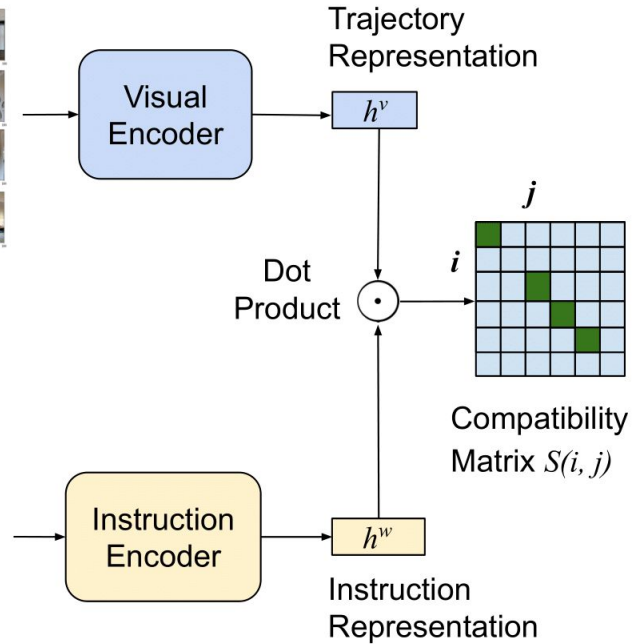 Trajectory
Representation
Visual
Encoder
h^v
j
i
Dot
Product
Compatibility
Matrix S(i, j)
Instruction
Encoder
h^w
Instruction
Representation